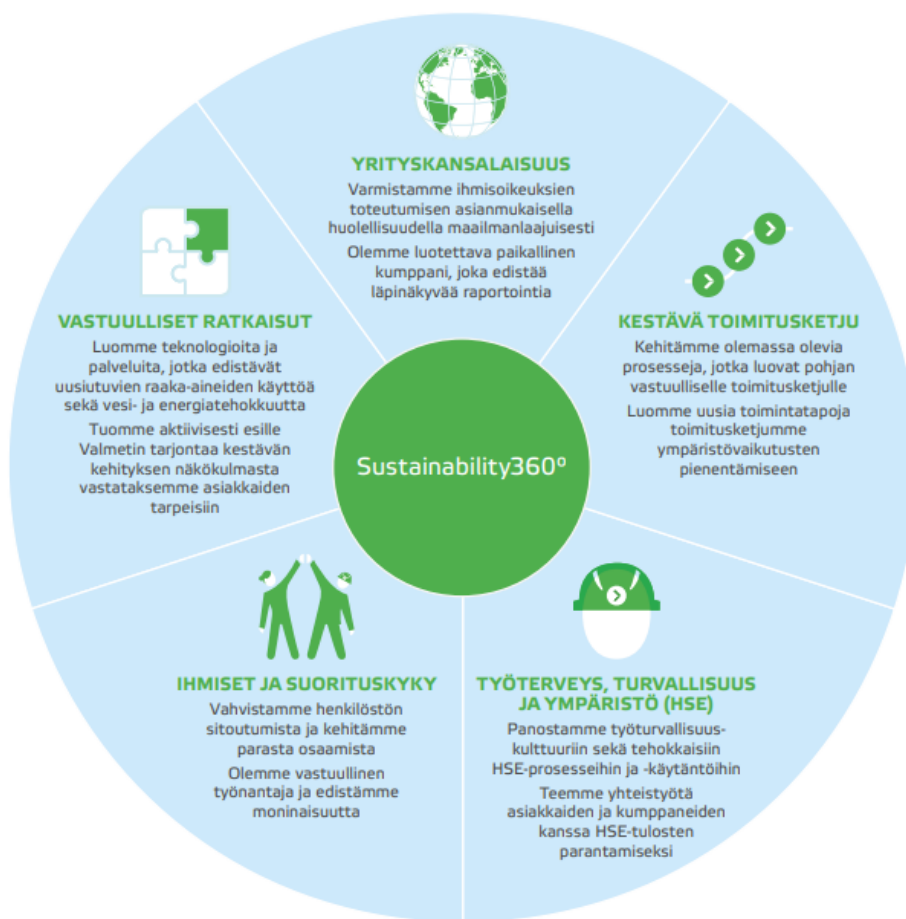 YRITYSKANSALAISUUS
Varmistamme ihmisoikeuksien
toteutumisen asianmukaisella
huolellisuudella maailmanlaajuisesti
Olemme luotettava paikallinen
kumppani, joka edistää
läpinäkyvää raportointia
VASTUULLISET RATKAISUT
Luomme teknologioita ja
palveluita, jotka edistävät
uusiutuvien raaka-aineiden käyttöä
sekä vesi- ja energiatehokkuutta
Tuomme aktiivisesti esille
Valmetin tarjontaa kestävän
kehityksen näkökulmasta
vastataksemme asiakkaiden
tarpeisiin
KESTÄVÄ TOIMITUSKETJU
Kehitämme olemassa olevia
prosesseja, jotka luovat pohjan
vastuulliselle toimitusketjulle
Luomme uusia toimintatapoja
toimitusketjumme
ympäristövaikutusten
pienentämiseen
Sustainability360º
IHMISET JA SUORITUSKYKY
Vahvistamme henkilöstön
sitoutumista ja kehitämme
parasta osaamista
Olemme vastuullinen
työnantaja ja edistämme
moninaisuutta
TYÖTERVEYS, TURVALLISUUS
JA YMPÄRISTÖ (HSE)
Panostamme työturvallisuus-
kulttuuriin sekä tehokkaisiin
HSE-prosesseihin ja -käytäntöihin
Teemme yhteistyötä
asiakkaiden ja kumppaneiden
kanssa HSE-tulosten
parantamiseksi